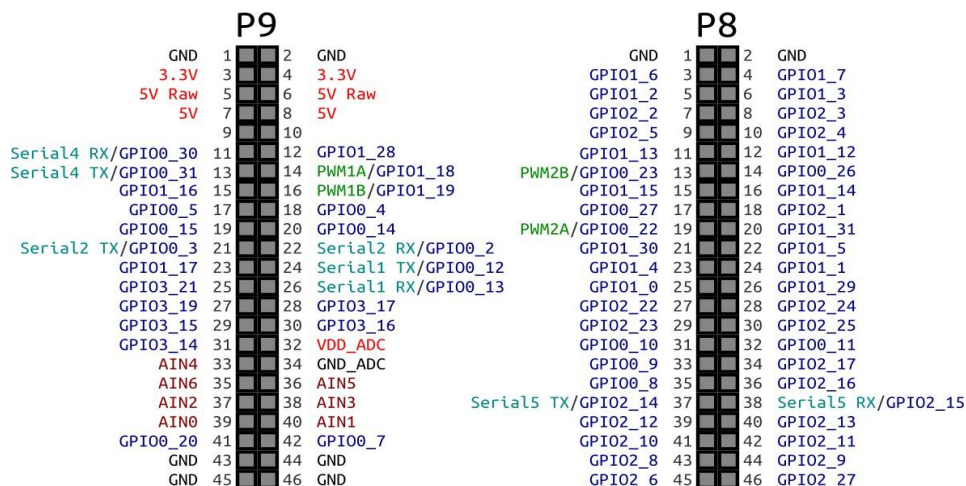 P9 P8
GND 1 2 GND GND 1 2 GND
3.3V 3 4 3.3V GPIO1_6 3 4 GPIO1_7
5V Raw 5 6 5V Raw GPIO1_2 5 6 GPIO1_3
5V 7 8 5V GPIO2_2 7 8 GPIO2_3
9 10 GPIO2_5 9 10 GPIO2_4
Serial4 RX/GPIO0_30 11 12 GPIO1_28 GPIO1_13 11 12 GPIO1_12
Serial4 TX/GPIO0_31 13 14 PWM1A/GPIO1_18 PWM2B/GPIO0_23 13 14 GPIO0_26
GPIO1_16 15 16 PWM1B/GPIO1_19 GPIO1_15 15 16 GPIO1_14
GPIO0_5 17 18 GPIO0_4 GPIO0_27 17 18 GPIO2_1
GPIO0_15 19 20 GPIO0_14 PWM2A/GPIO0_22 19 20 GPIO1_31
Serial2 TX/GPIO0_3 21 22 Serial2 RX/GPIO0_2 GPIO1_30 21 22 GPIO1_5
GPIO1_17 23 24 Serial1 TX/GPIO0_12 GPIO1_4 23 24 GPIO1_1
GPIO3_21 25 26 Serial1 RX/GPIO0_13 GPIO1_0 25 26 GPIO1_29
GPIO3_19 27 28 GPIO3_17 GPIO2_22 27 28 GPIO2_24
GPIO3_15 29 30 GPIO3_16 GPIO2_23 29 30 GPIO2_25
GPIO3_14 31 32 VDD_ADC GPIO0_10 31 32 GPIO0_11
AIN4 33 34 GND_ADC GPIO0_9 33 34 GPIO2_17
AIN6 35 36 AIN5 GPIO0_8 35 36 GPIO2_16
AIN2 37 38 AIN3 Serial5 TX/GPIO2_14 37 38 Serial5 RX/GPIO2_15
AIN0 39 40 AIN1 GPIO2_12 39 40 GPIO2_13
GPIO0_20 41 42 GPIO0_7 GPIO2_10 41 42 GPIO2_11
GND 43 44 GND GPIO2_8 43 44 GPIO2_9
GND 45 46 GND GPIO2_6 45 46 GPIO2_27